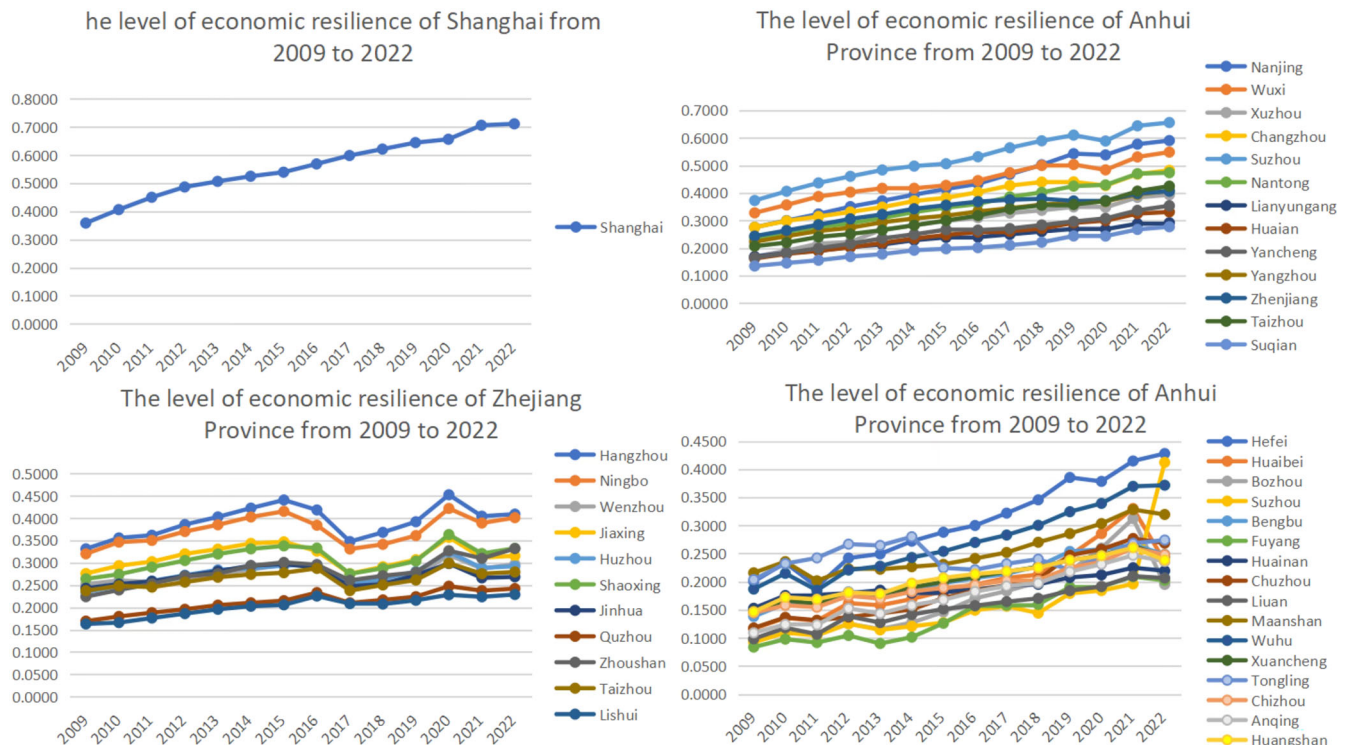 he level of economic resilience of Shanghai from
2009 to 2022
0.8000
0.7000
0.6000
0.5000
0.4000
0.3000
0.2000
0.1000
0.0000
2009 2010 2011 2012 2013 2014 2015 2016 2017 2018 2019 2020 2021 2022
Shanghai
The level of economic resilience of Anhui
Province from 2009 to 2022
0.7000
0.6000
0.5000
0.4000
0.3000
0.2000
0.1000
0.0000
2009 2010 2011 2012 2013 2014 2015 2016 2017 2018 2019 2020 2021 2022
Nanjing
Wuxi
Xuzhou
Changzhou
Suzhou
Nantong
Lianyungang
Huaian
Yancheng
Yangzhou
Zhenjiang
Taizhou
Suqian
The level of economic resilience of Zhejiang
Province from 2009 to 2022
0.5000
0.4500
0.4000
0.3500
0.3000
0.2500
0.2000
0.1500
0.1000
0.0500
0.0000
2009 2010 2011 2012 2013 2014 2015 2016 2017 2018 2019 2020 2021 2022
Hangzhou
Ningbo
Wenzhou
Jiaxing
Huzhou
Shaoxing
Jinhua
Quzhou
Zhoushan
Taizhou
Lishui
The level of economic resilience of Anhui
Province from 2009 to 2022
0.4500
0.4000
0.3500
0.3000
0.2500
0.2000
0.1500
0.1000
0.0500
0.0000
2009 2010 2011 2012 2013 2014 2015 2016 2017 2018 2019 2020 2021 2022
Hefei
Huaibei
Bozhou
Suzhou
Bengbu
Fuyang
Huainan
Chuzhou
Liuan
Maanshan
Wuhu
Xuancheng
Tongling
Chizhou
Anqing
Huangshan